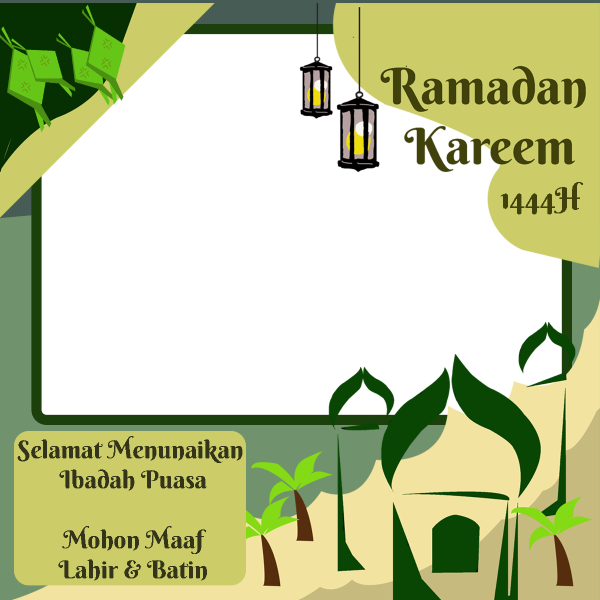 Ramadan
Kareem
1444H
Selamat Menunaikan
Ibadah Puasa
Mohon Maaf
Lahir & Batin